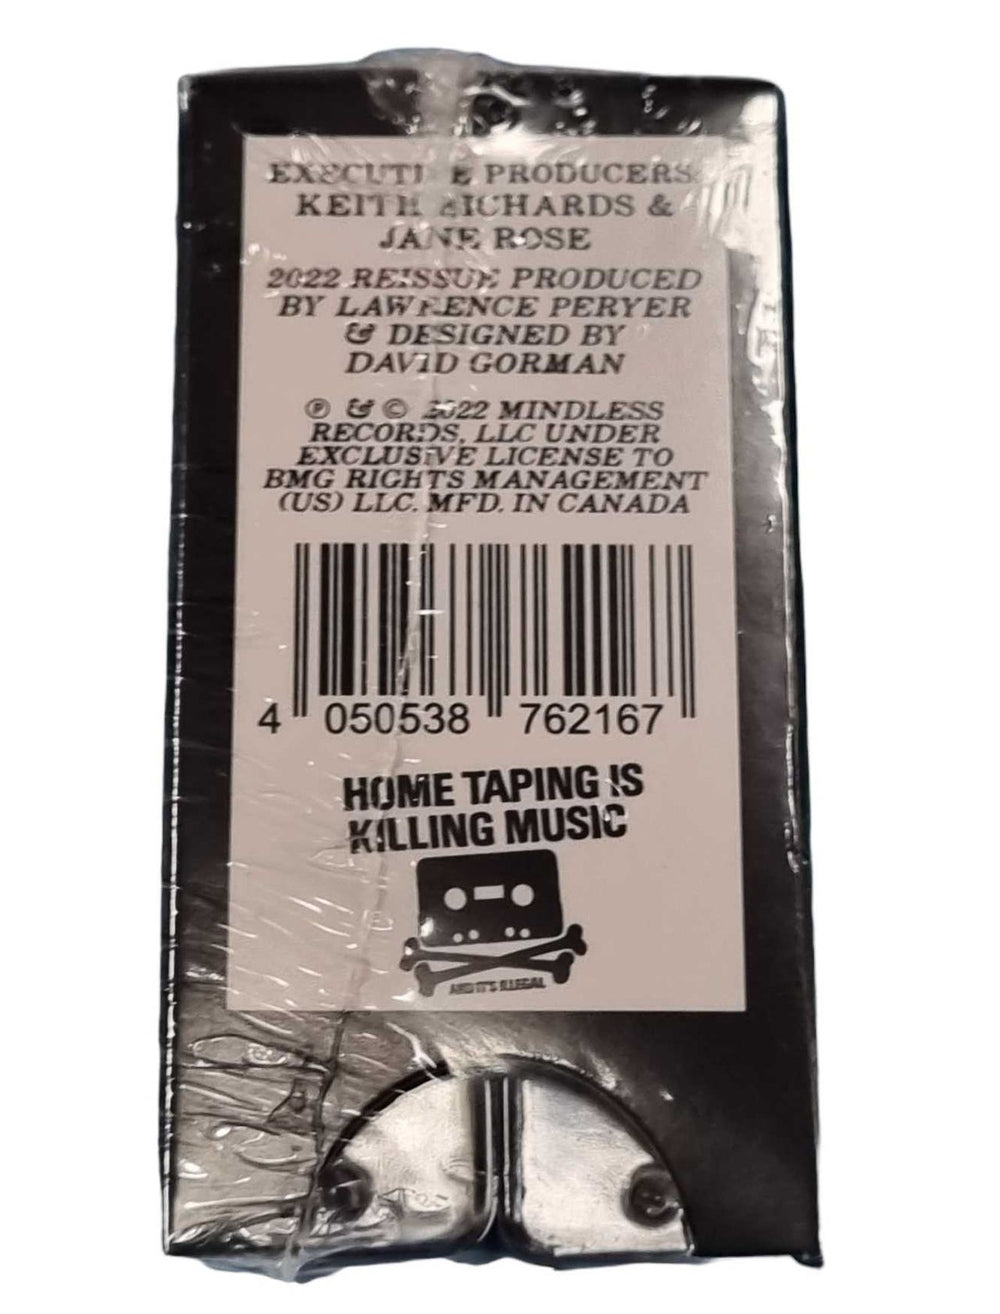 EXECUTIVE PRODUCERS:
KEITH RICHARDS &
JANE ROSE
2022 REISSUE PRODUCED
BY LAWRENCE PERYER
& DESIGNED BY
DAVID GORMAN
℗ & © 2022 MINDLESS
RECORDS, LLC UNDER
EXCLUSIVE LICENSE TO
BMG RIGHTS MANAGEMENT
(US) LLC. MFD. IN CANADA
4 050538 762167
HOME TAPING IS
KILLING MUSIC
AND IT'S ILLEGAL